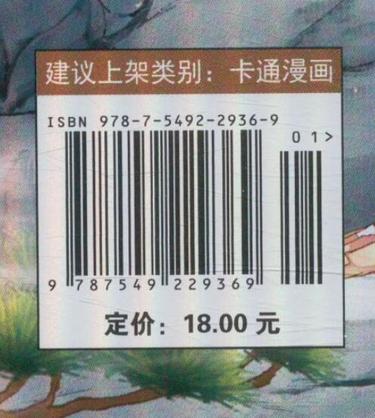 建议上架类别：卡通漫画
ISBN 978-7-5492-2936-9
01>
9 787549 229369
定价：18.00 元